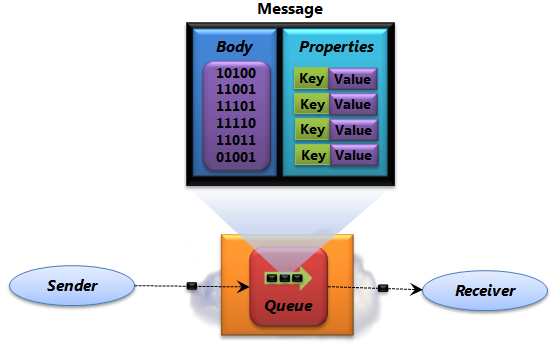 Message
Body
Properties
10100
11001
11101
11110
11011
01001
Key Value
Key Value
Key Value
Key Value
Sender
Queue
Receiver